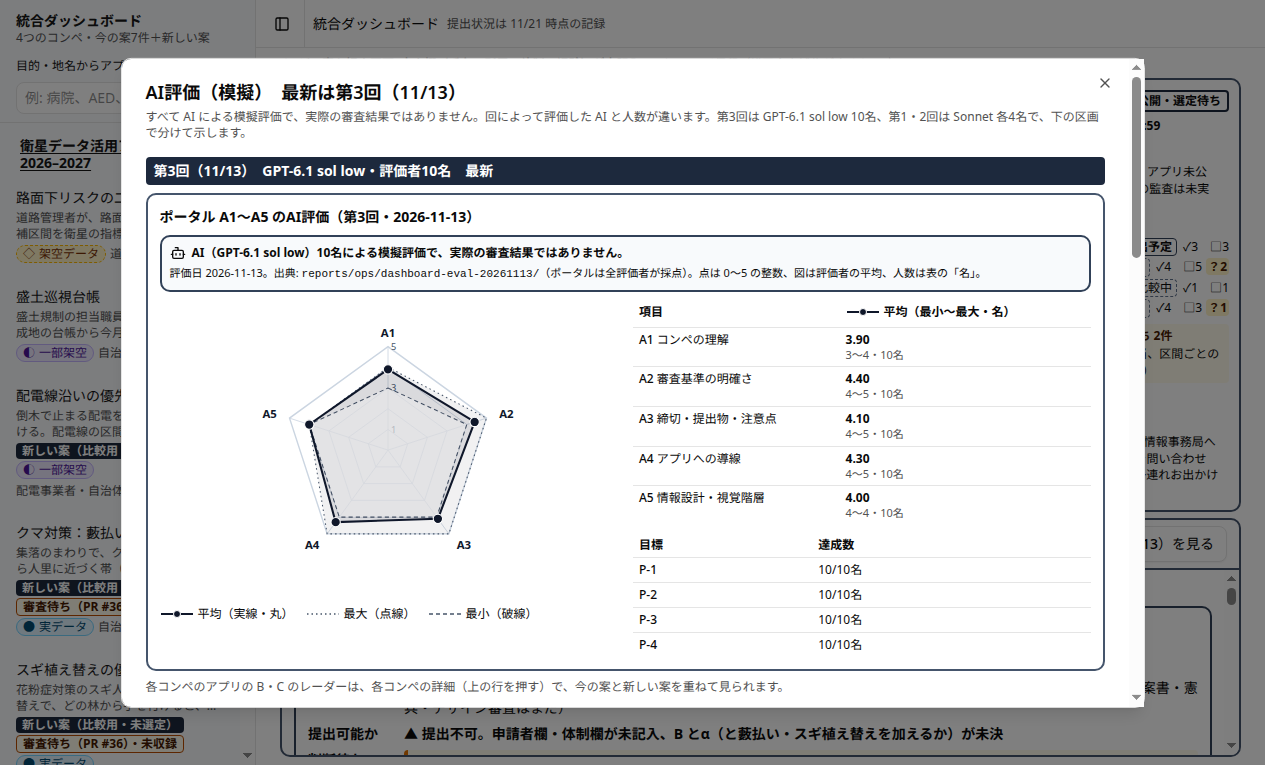 統合ダッシュボード
4つのコンペ・今の案7件＋新しい案
目的・地名からアプ
例: 病院、AED、
衛星データ活用ア
2026–2027
路面下リスクのエ
道路管理者が、路面
補区間を衛星の指標
◇ 架空データ 道
盛土巡視台帳
盛土規制の担当職員
成地の台帳から今月
一部架空 自治
配電線沿いの優先
倒木で止まる配電を
ける。配電線の区間
新しい案（比較用
一部架空
配電事業者・自治体
クマ対策：藪払い
集落のまわりで、ク
ら人里に近づく帯（
新しい案（比較用
審査待ち（PR #36
実データ 自治
スギ植え替えの優
花粉症対策のスギ人
替えで、どの林から
新しい案（比較用・未選定）
審査待ち（PR #36）・未収録
実データ
統合ダッシュボード 提出状況は 11/21 時点の記録
AI評価（模擬） 最新は第3回（11/13）
×
すべて AI による模擬評価で、実際の審査結果ではありません。回によって評価した AI と人数が違います。第3回は GPT-6.1 sol low 10名、第1・2回は Sonnet 各4名で、下の区画
で分けて示します。
第3回（11/13） GPT-6.1 sol low・評価者10名 最新
ポータル A1〜A5 のAI評価（第3回・2026-11-13）
AI（GPT-6.1 sol low）10名による模擬評価で、実際の審査結果ではありません。
評価日 2026-11-13。出典: reports/ops/dashboard-eval-20261113/（ポータルは全評価者が採点）。点は 0〜5 の整数、図は評価者の平均、人数は表の「名」。
A1
5
3
1
A5
A2
A4
A3
平均（実線・丸） 最大（点線） 最小（破線）
項目 平均（最小〜最大・名）
A1 コンペの理解 3.90
3〜4・10名
A2 審査基準の明確さ 4.40
4〜5・10名
A3 締切・提出物・注意点 4.10
4〜5・10名
A4 アプリへの導線 4.30
4〜5・10名
A5 情報設計・視覚階層 4.00
4〜4・10名
目標 達成数
P-1 10/10名
P-2 10/10名
P-3 10/10名
P-4 10/10名
各コンペのアプリの B・C のレーダーは、各コンペの詳細（上の行を押す）で、今の案と新しい案を重ねて見られます。
公開・選定待ち
:59
アプリ未公
の監査は未実
予定 ✓3 □3
✓4 □5 ?2
較中 ✓1 □1
✓4 □3 ?1
5 2件
、区間ごとの
情報事務局へ
問い合わせ
連れお出かけ
13）を見る
案書・憲
提出可能か ▲ 提出不可。申請者欄・体制欄が未記入、B とα（と藪払い・スギ植え替えを加えるか）が未決